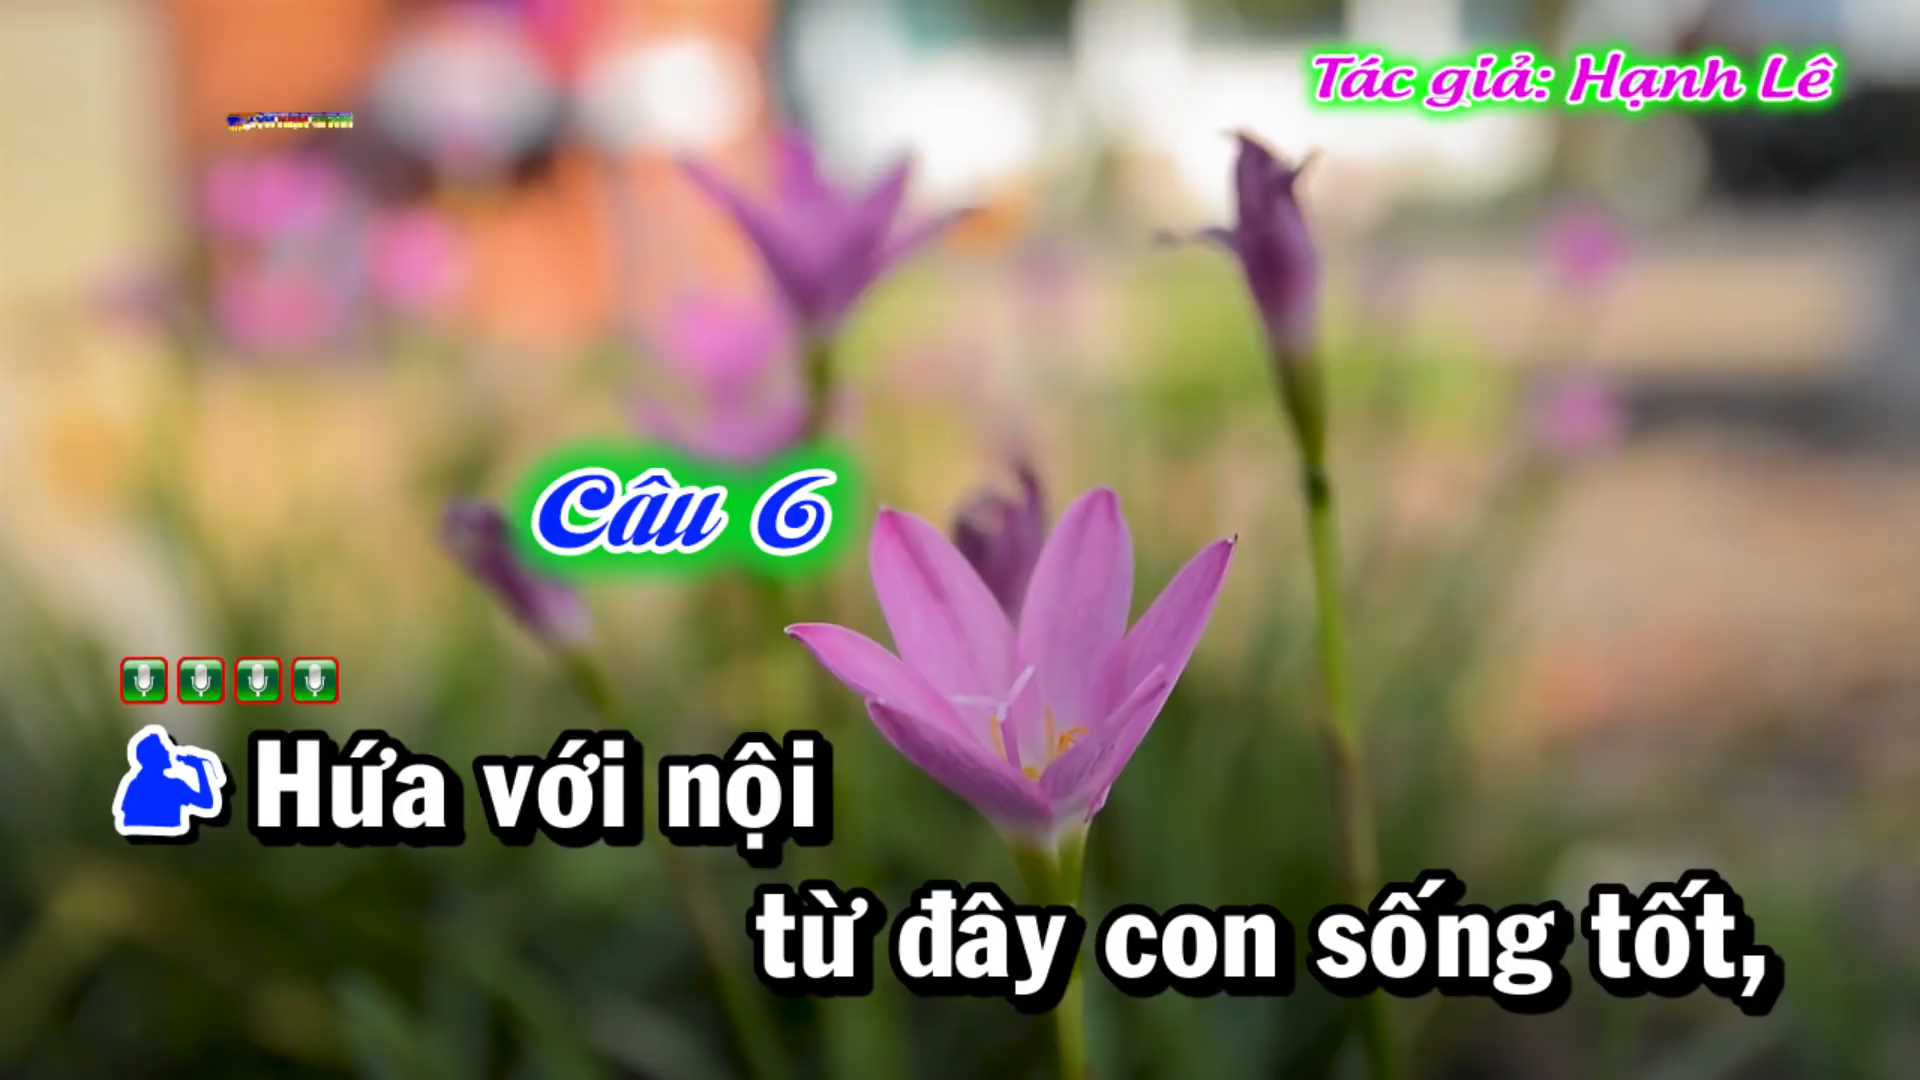 Tác giả: Hạnh Lê
Câu 6
Hứa với nội
từ đây con sống tốt,